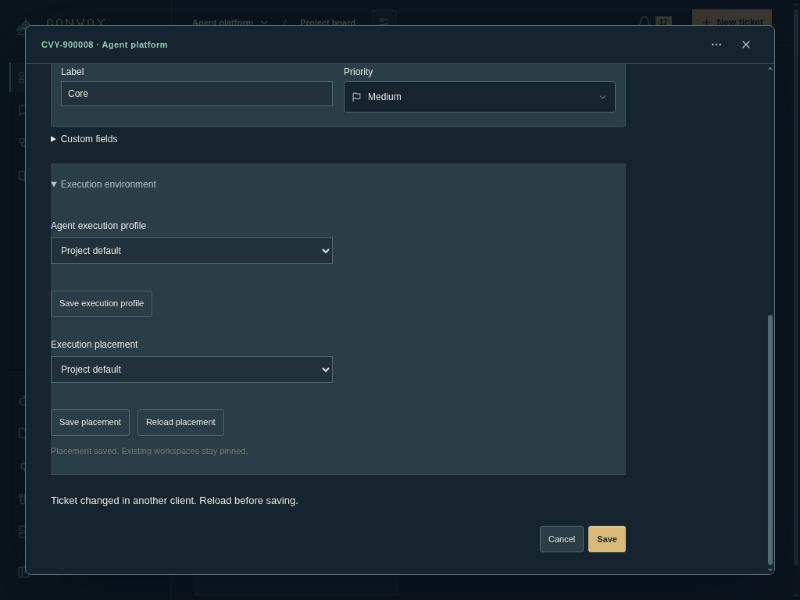 CONVOY
Agent platform / Project board
17
+ New ticket
CVY-900008 · Agent platform
Label
Priority
Core
Medium
Custom fields
Execution environment
Agent execution profile
Project default
Save execution profile
Execution placement
Project default
Save placement
Reload placement
Placement saved. Existing workspaces stay pinned.
Ticket changed in another client. Reload before saving.
Cancel
Save